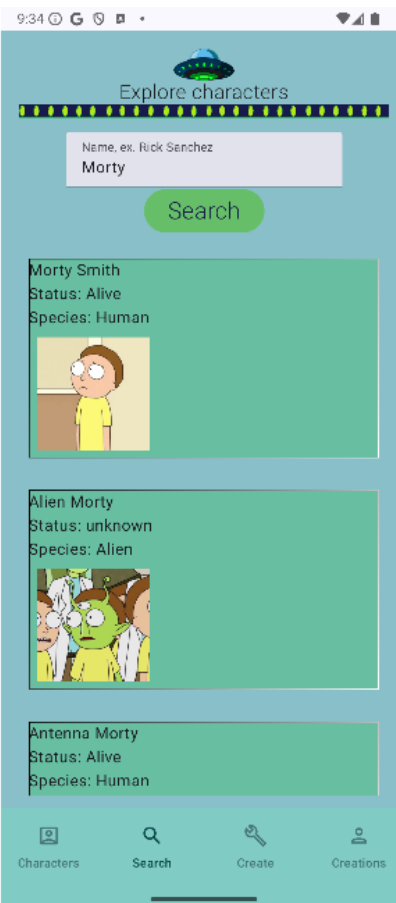 9:34
Explore characters
Name, ex. Rick Sanchez
Morty
Search
Morty Smith
Status: Alive
Species: Human
Alien Morty
Status: unknown
Species: Alien
Antenna Morty
Status: Alive
Species: Human
Characters Search Create Creations